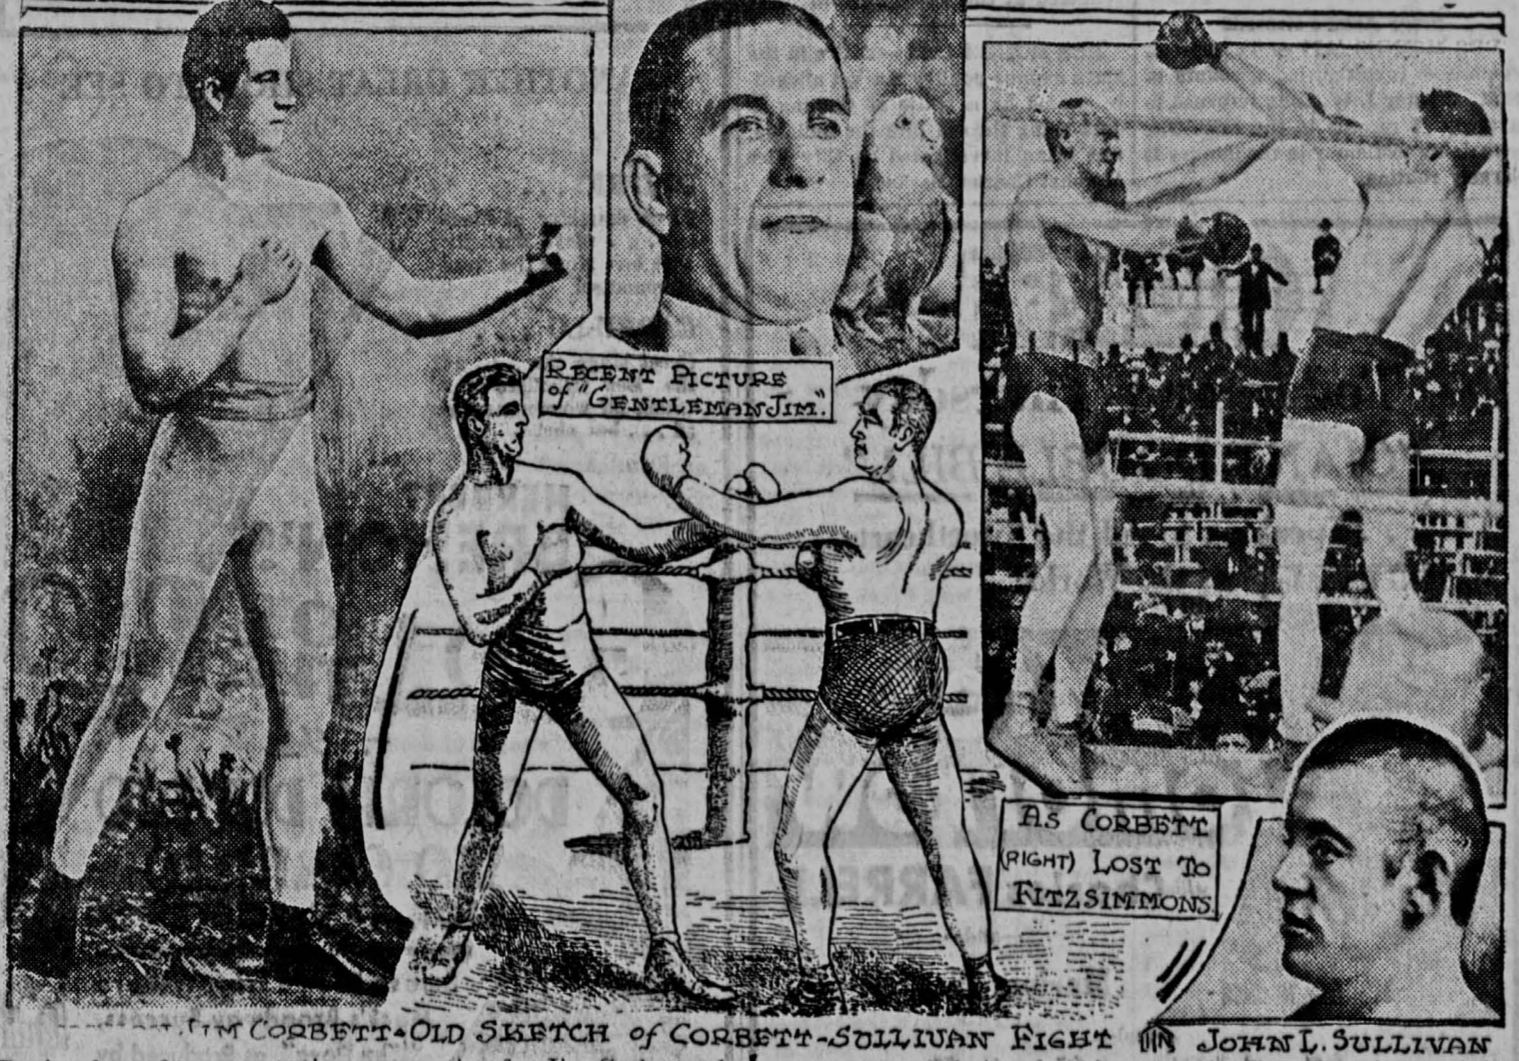 RECENT PICTURE
of "GENTLEMAN JIM."
AS CORBETT
(RIGHT) LOST TO
FITZSIMMONS
JIM CORBETT - OLD SKETCH of CORBETT-SULLIVAN FIGHT JOHN L. SULLIVAN